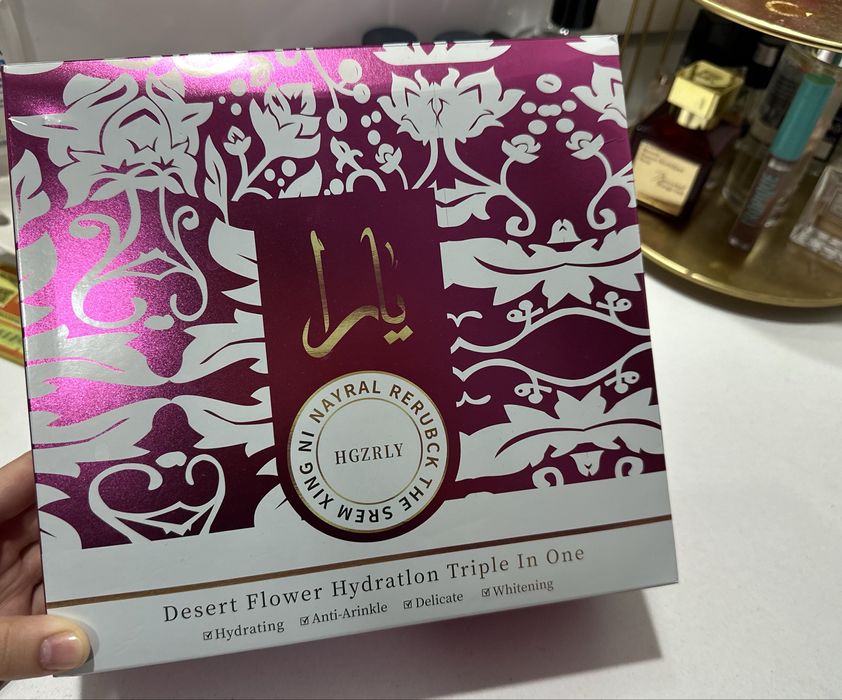 يارا
NI NAYRAL RERUBCK THE SREM XING
HGZRLY
Desert Flower Hydratlon Triple In One
☑Hydrating ☑Anti-Arinkle ☑Delicate ☑Whitening